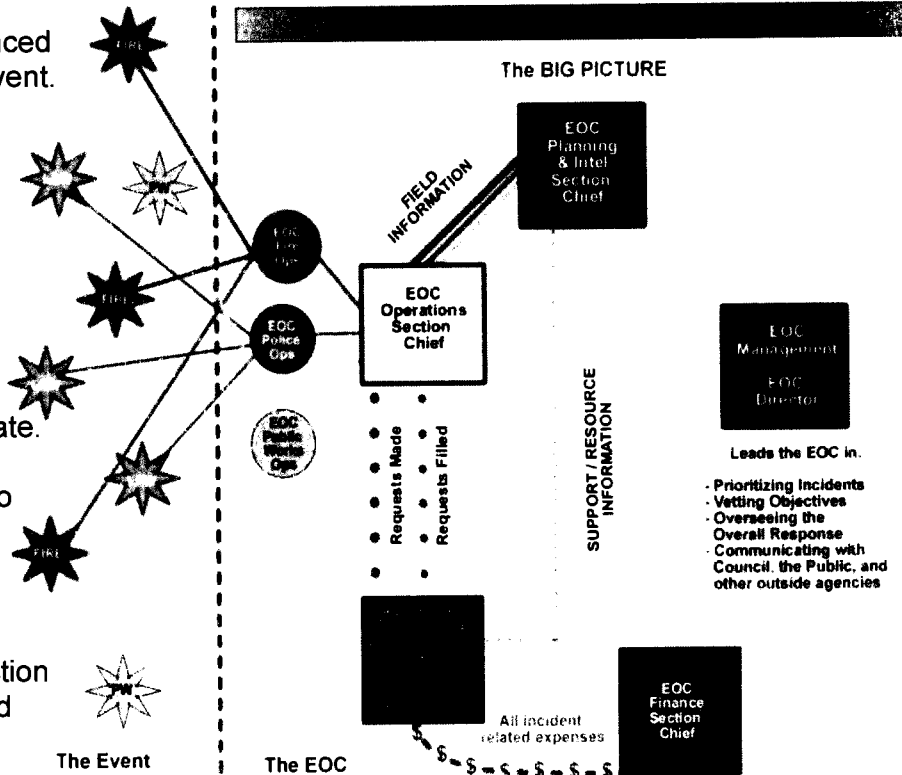 nced
vent.
ate.
o
tion
d
FIRE
PW
FIRE
FIRE
PW
The Event
The BIG PICTURE
EOC
Fire
Ops
EOC
Police
Ops
EOC
Public
Works
Ops
FIELD
INFORMATION
EOC
Planning
& Intel
Section
Chief
EOC
Operations
Section
Chief
Requests Made
Requests Filled
SUPPORT / RESOURCE
INFORMATION
EOC
Management
EOC
Director
Leads the EOC in.
- Prioritizing Incidents
- Vetting Objectives
- Overseeing the
Overall Response
- Communicating with
Council, the Public, and
other outside agencies
All incident
related expenses
$ $ $ $ $ $ $
EOC
Finance
Section
Chief
The EOC